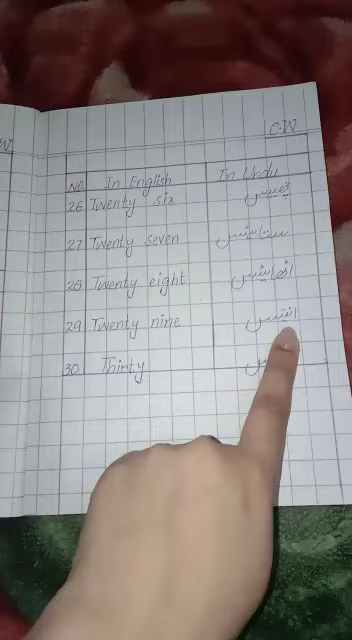 C.W
No. In English In Urdu
26 Twenty six چھبیس
27 Twenty seven ستائیس
28 Twenty eight اٹھائیس
29 Twenty nine انتیس
30 Thirty